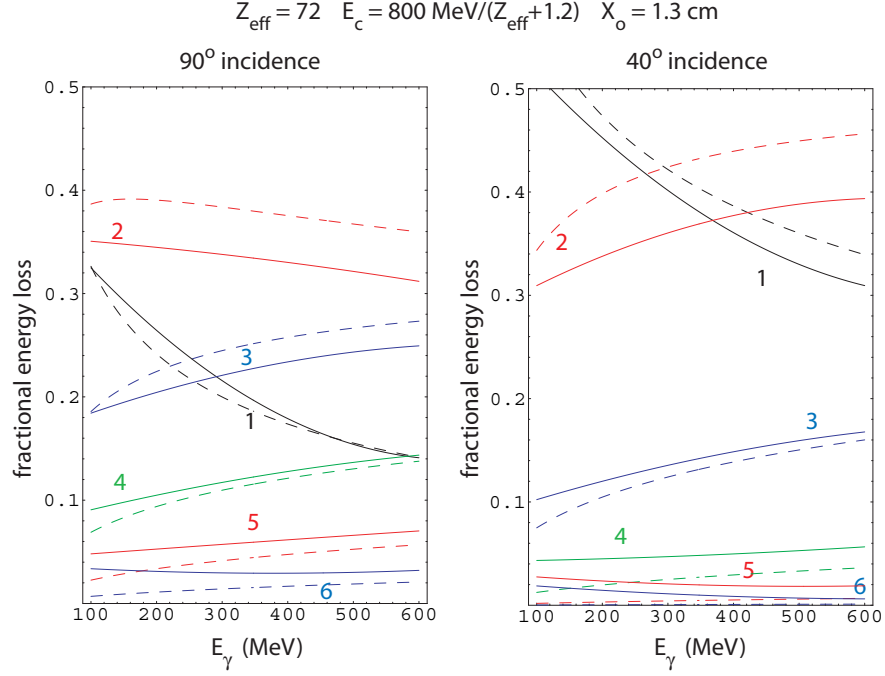 Z_eff = 72 E_c = 800 MeV/(Z_eff+1.2) X_o = 1.3 cm
90° incidence
0.5
0.4
0.3
0.2
0.1
fractional energy loss
2
3
1
4
5
6
100 200 300 400 500 600
E_γ (MeV)
40° incidence
0.5
0.4
0.3
0.2
0.1
fractional energy loss
2
1
3
4
5
6
100 200 300 400 500 600
E_γ (MeV)